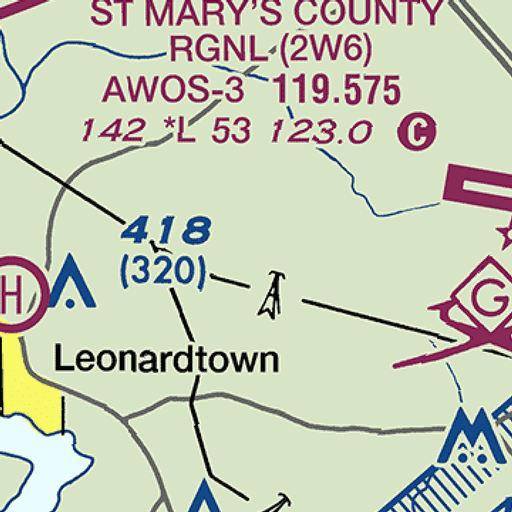 ST MARY'S COUNTY
RGNL (2W6)
AWOS-3 119.575
142 *L 53 123.0 C
418
(320)
H
G
Leonardtown